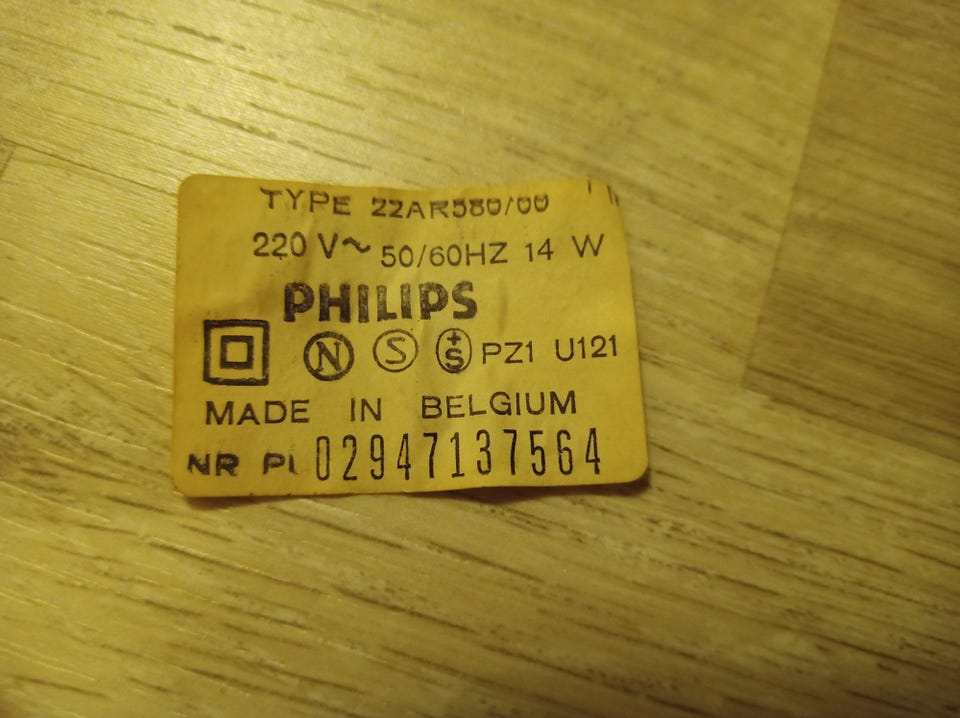 TYPE 22AR580/00
220 V~ 50/60HZ 14 W
PHILIPS
N S +S PZ1 U121
MADE IN BELGIUM
NR PL 02947137564